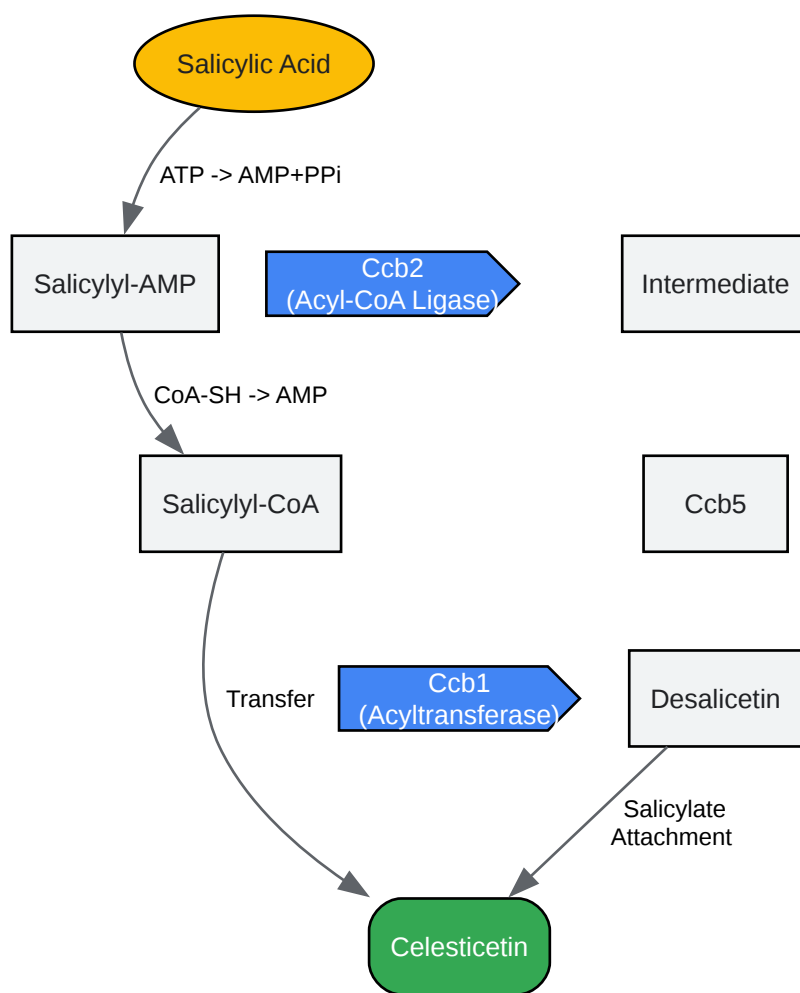 Salicylic Acid
ATP -> AMP+PPi
Salicylyl-AMP
Ccb2
(Acyl-CoA Ligase)
Intermediate
CoA-SH -> AMP
Salicylyl-CoA
Ccb5
Transfer
Ccb1
(Acyltransferase)
Desalicetin
Salicylate
Attachment
Celesticetin